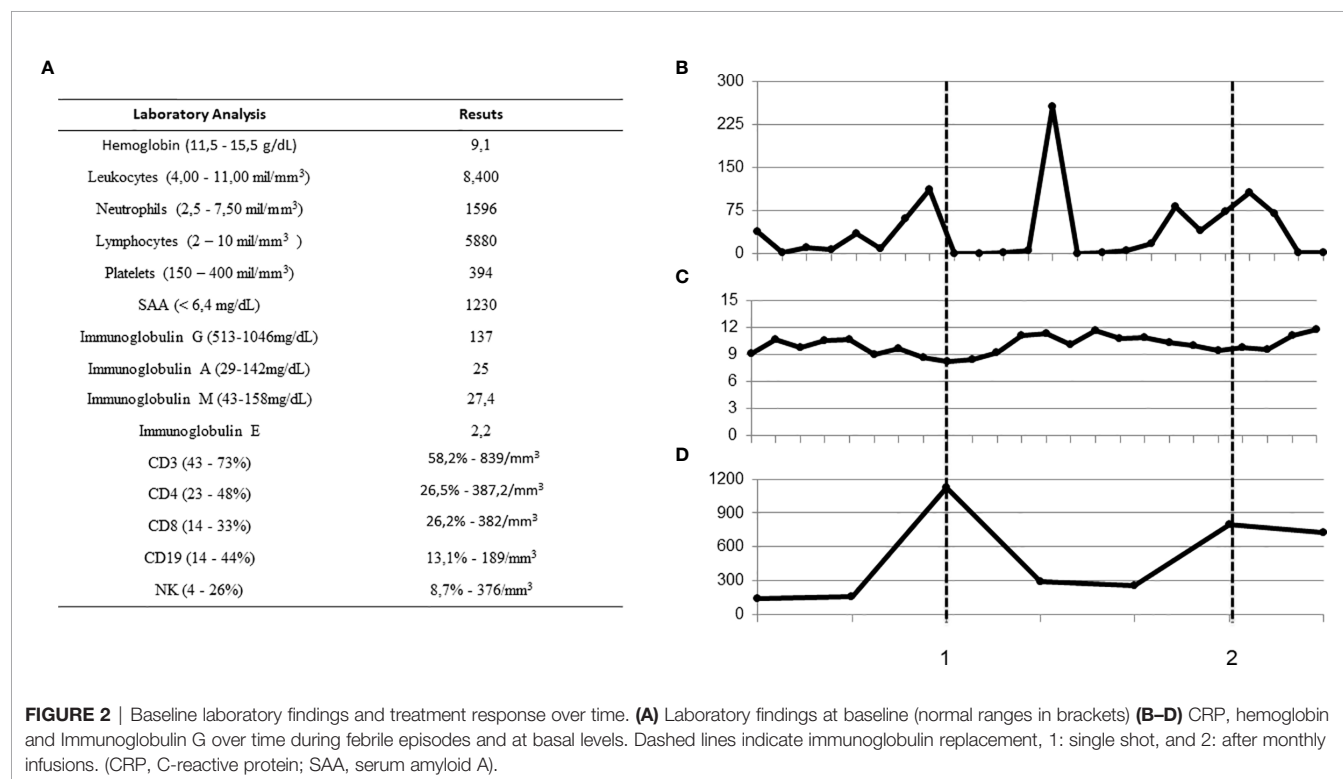 A
Laboratory Analysis Resuts
Hemoglobin (11,5 - 15,5 g/dL) 9,1
Leukocytes (4,00 - 11,00 mil/mm³) 8,400
Neutrophils (2,5 - 7,50 mil/mm³) 1596
Lymphocytes (2 – 10 mil/mm³ ) 5880
Platelets (150 – 400 mil/mm³) 394
SAA (< 6,4 mg/dL) 1230
Immunoglobulin G (513-1046mg/dL) 137
Immunoglobulin A (29-142mg/dL) 25
Immunoglobulin M (43-158mg/dL) 27,4
Immunoglobulin E 2,2
CD3 (43 - 73%) 58,2% - 839/mm³
CD4 (23 - 48%) 26,5% - 387,2/mm³
CD8 (14 - 33%) 26,2% - 382/mm³
CD19 (14 - 44%) 13,1% - 189/mm³
NK (4 - 26%) 8,7% - 376/mm³
B
300
225
150
75
0
C
15
12
9
6
3
0
D
1200
900
600
300
0
1 2
FIGURE 2 | Baseline laboratory findings and treatment response over time. (A) Laboratory findings at baseline (normal ranges in brackets) (B–D) CRP, hemoglobin
and Immunoglobulin G over time during febrile episodes and at basal levels. Dashed lines indicate immunoglobulin replacement, 1: single shot, and 2: after monthly
infusions. (CRP, C-reactive protein; SAA, serum amyloid A).